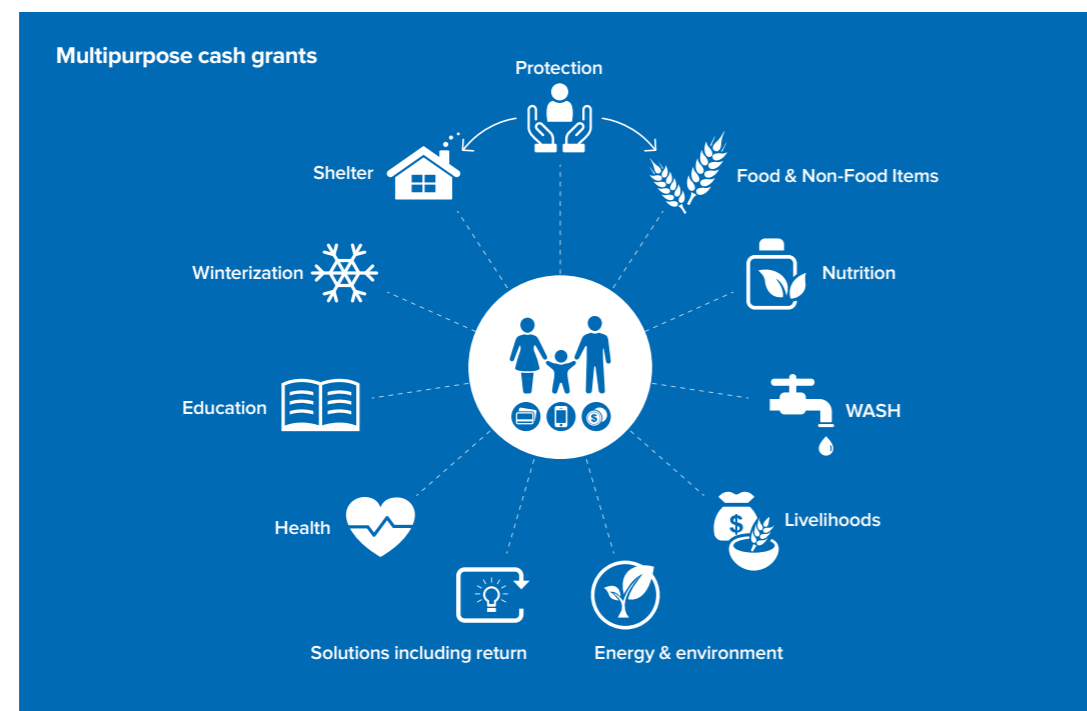 Multipurpose cash grants
Protection
Shelter
Food & Non-Food Items
Winterization
Nutrition
Education
WASH
Health
$
Livelihoods
$
Solutions including return
Energy & environment